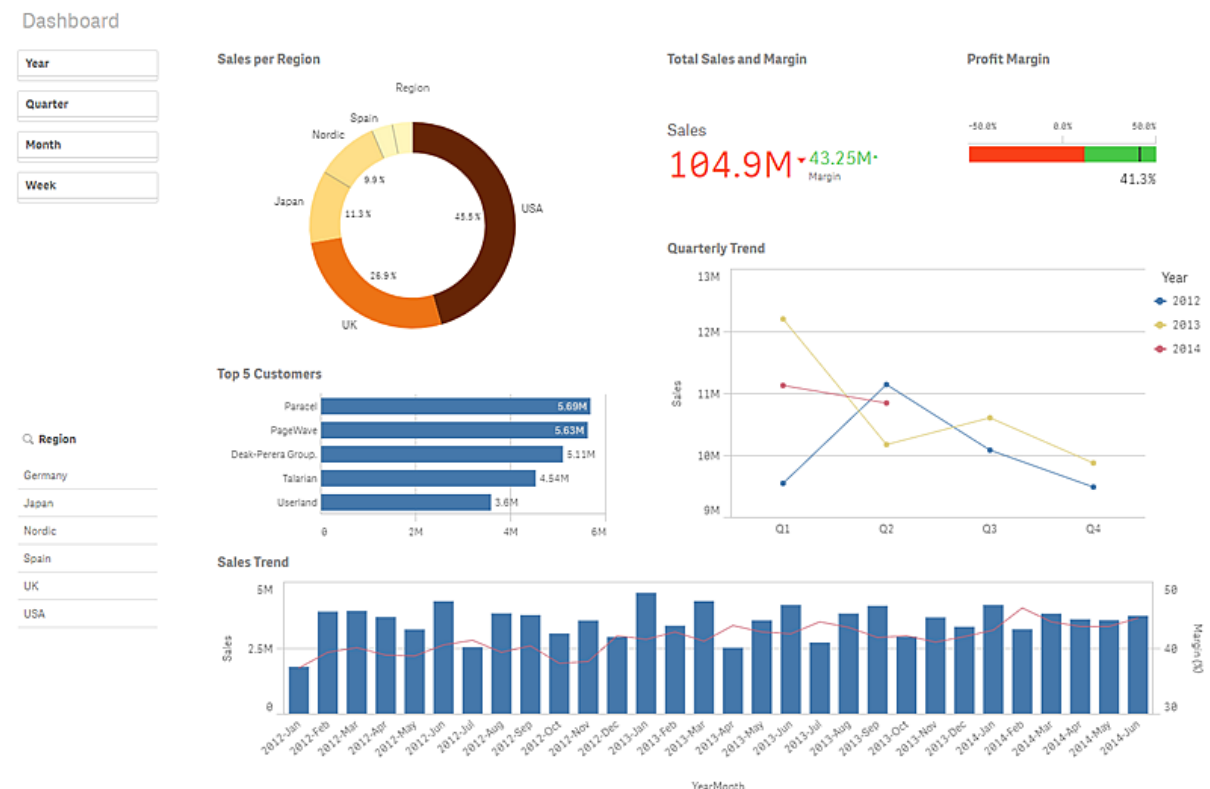 Dashboard
Year
Quarter
Month
Week
Region
Germany
Japan
Nordic
Spain
UK
USA
Sales per Region
Region
Spain
Nordic
Japan
UK
USA
9.9%
11.3%
26.9%
45.5%
Total Sales and Margin
Sales
104.9M
43.25M
Margin
Profit Margin
-50.0% 0.0% 50.0%
41.3%
Top 5 Customers
Paracel 5.69M
PageWave 5.63M
Deak-Perera Group. 5.11M
Talarian 4.54M
Userland 3.6M
0 2M 4M 6M
Quarterly Trend
13M
12M
11M
10M
9M
Sales
Q1 Q2 Q3 Q4
Year
2012
2013
2014
Sales Trend
5M
2.5M
0
Sales
50
40
30
Margin (%)
2012-Jan 2012-Feb 2012-Mar 2012-Apr 2012-May 2012-Jun 2012-Jul 2012-Aug 2012-Sep 2012-Oct 2012-Nov 2012-Dec 2013-Jan 2013-Feb 2013-Mar 2013-Apr 2013-May 2013-Jun 2013-Jul 2013-Aug 2013-Sep 2013-Oct 2013-Nov 2013-Dec 2014-Jan 2014-Feb 2014-Mar 2014-Apr 2014-May 2014-Jun
YearMonth